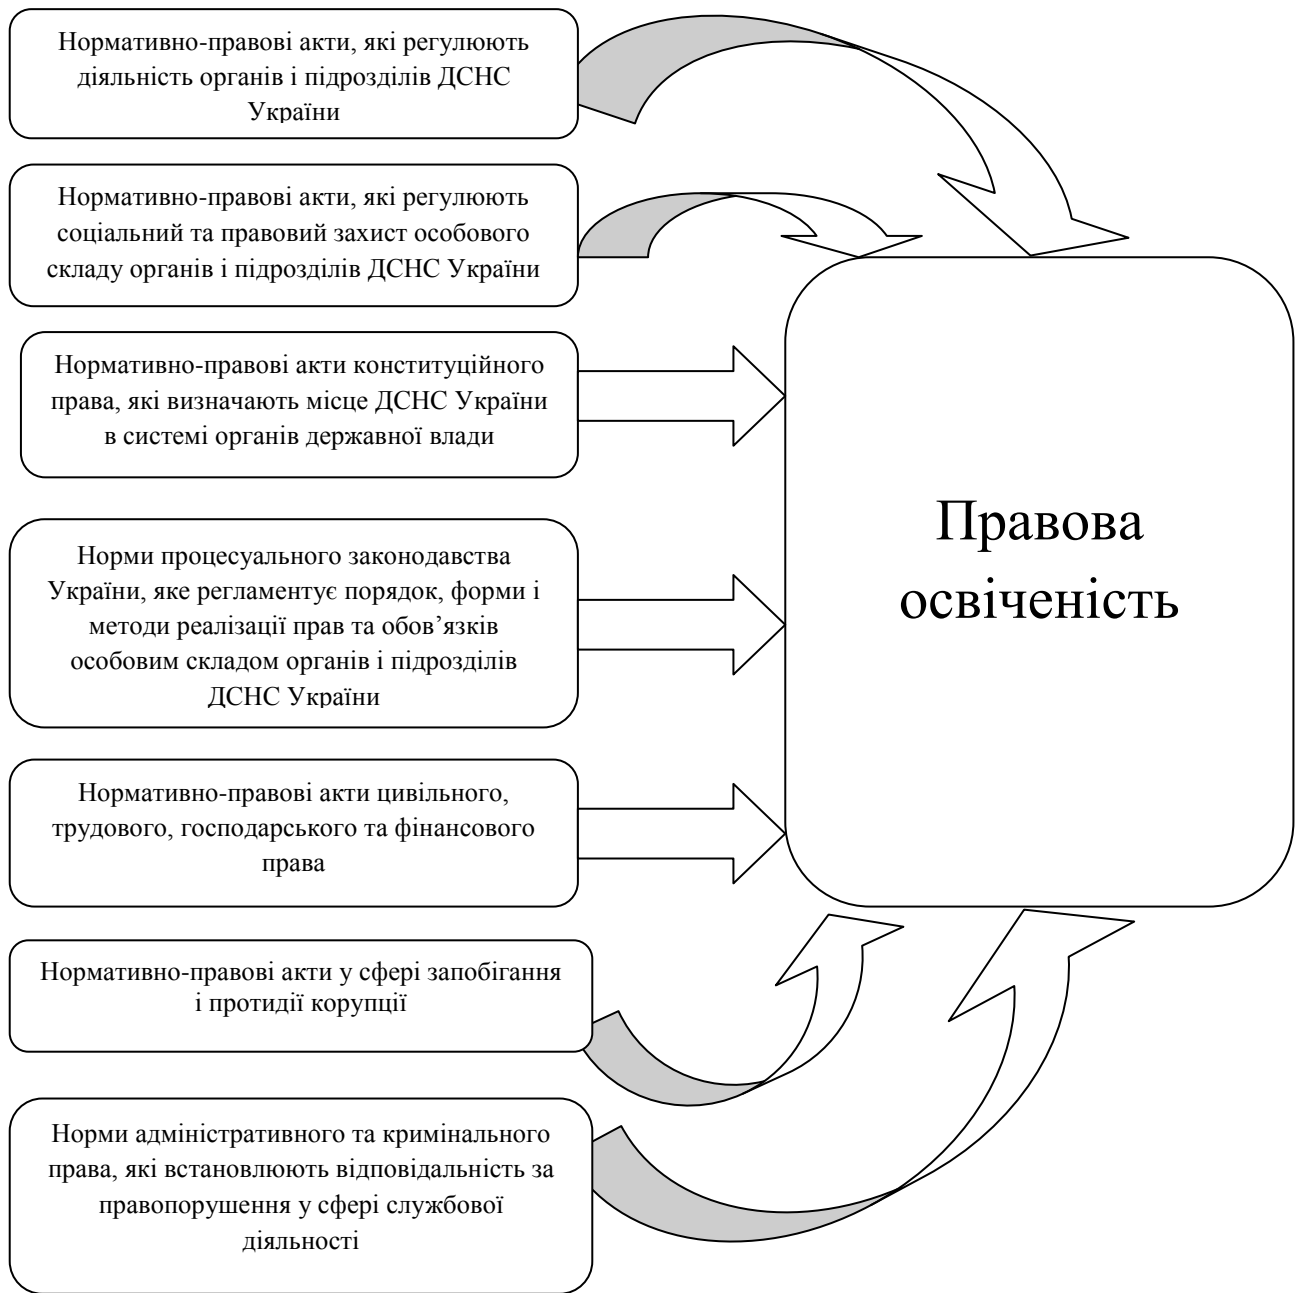 Нормативно-правові акти, які регулюють
діяльність органів і підрозділів ДСНС
України
Нормативно-правові акти, які регулюють
соціальний та правовий захист особового
складу органів і підрозділів ДСНС України
Нормативно-правові акти конституційного
права, які визначають місце ДСНС України
в системі органів державної влади
Норми процесуального законодавства
України, яке регламентує порядок, форми і
методи реалізації прав та обов’язків
особовим складом органів і підрозділів
ДСНС України
Нормативно-правові акти цивільного,
трудового, господарського та фінансового
права
Нормативно-правові акти у сфері запобігання
і протидії корупції
Норми адміністративного та кримінального
права, які встановлюють відповідальність за
правопорушення у сфері службової
діяльності
Правова
освіченість